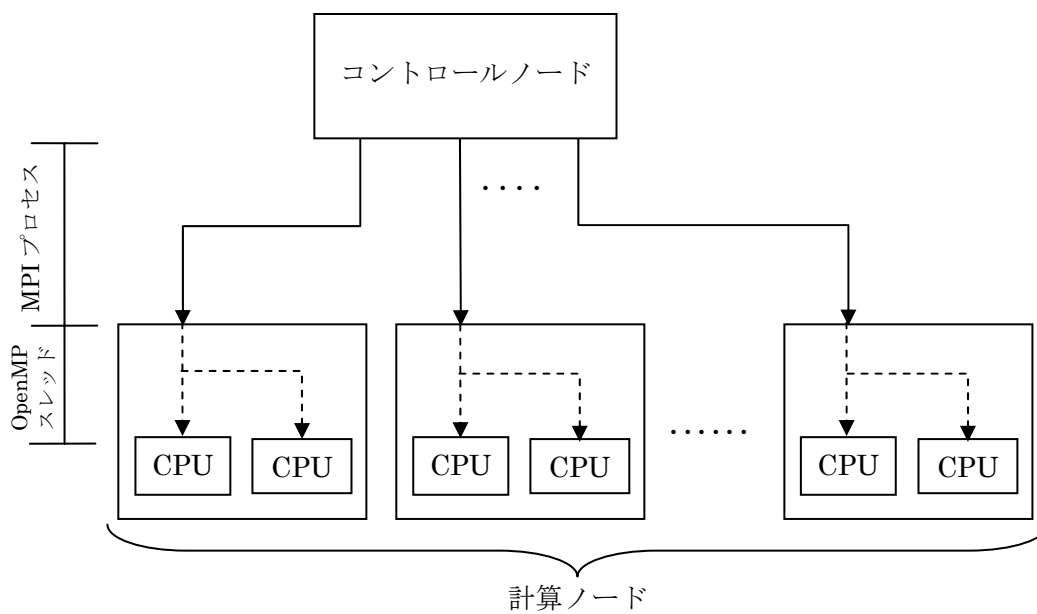 コントロールノード
MPI プロセス
....
OpenMP
スレッド
CPU
CPU
CPU
CPU
......
CPU
CPU
計算ノード